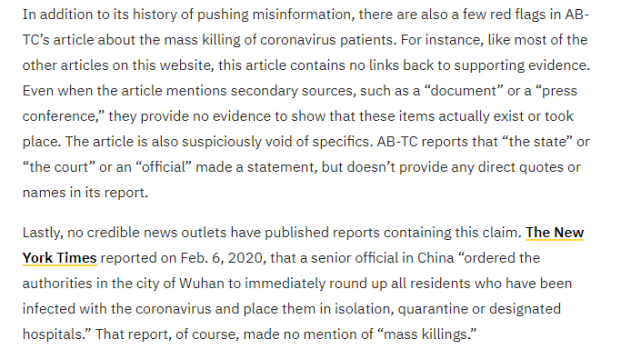 In addition to its history of pushing misinformation, there are also a few red flags in AB-
TC’s article about the mass killing of coronavirus patients. For instance, like most of the
other articles on this website, this article contains no links back to supporting evidence.
Even when the article mentions secondary sources, such as a “document” or a “press
conference,” they provide no evidence to show that these items actually exist or took
place. The article is also suspiciously void of specifics. AB-TC reports that “the state” or
“the court” or an “official” made a statement, but doesn’t provide any direct quotes or
names in its report.
Lastly, no credible news outlets have published reports containing this claim. The New
York Times reported on Feb. 6, 2020, that a senior official in China “ordered the
authorities in the city of Wuhan to immediately round up all residents who have been
infected with the coronavirus and place them in isolation, quarantine or designated
hospitals.” That report, of course, made no mention of “mass killings.”